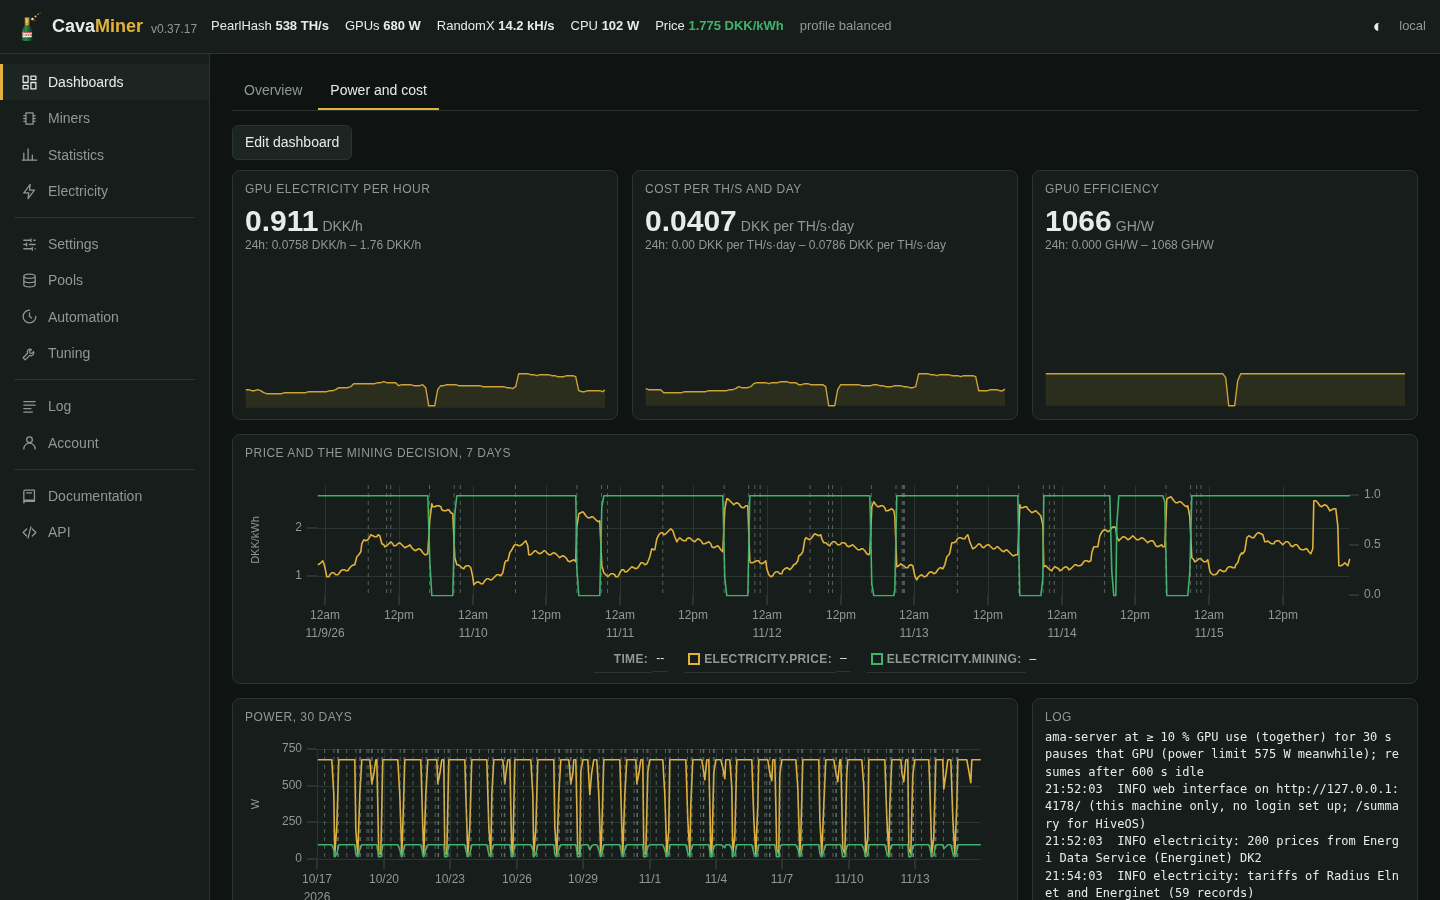 CavaMiner v0.37.17 PearlHash 538 TH/s GPUs 680 W RandomX 14.2 kH/s CPU 102 W Price 1.775 DKK/kWh profile balanced local
Dashboards
Miners
Statistics
Electricity
Settings
Pools
Automation
Tuning
Log
Account
Documentation
API
Overview Power and cost
Edit dashboard
GPU ELECTRICITY PER HOUR
0.911 DKK/h
24h: 0.0758 DKK/h – 1.76 DKK/h
COST PER TH/S AND DAY
0.0407 DKK per TH/s·day
24h: 0.00 DKK per TH/s·day – 0.0786 DKK per TH/s·day
GPU0 EFFICIENCY
1066 GH/W
24h: 0.000 GH/W – 1068 GH/W
PRICE AND THE MINING DECISION, 7 DAYS
DKK/kWh
2
1
1.0
0.5
0.0
12am 12pm 12am 12pm 12am 12pm 12am 12pm 12am 12pm 12am 12pm 12am 12pm
11/9/26 11/10 11/11 11/12 11/13 11/14 11/15
TIME: -- ELECTRICITY.PRICE: – ELECTRICITY.MINING: –
POWER, 30 DAYS
W
750
500
250
0
10/17 10/20 10/23 10/26 10/29 11/1 11/4 11/7 11/10 11/13
2026
LOG
ama-server at ≥ 10 % GPU use (together) for 30 s
pauses that GPU (power limit 575 W meanwhile); re
sumes after 600 s idle
21:52:03 INFO web interface on http://127.0.0.1:
4178/ (this machine only, no login set up; /summa
ry for HiveOS)
21:52:03 INFO electricity: 200 prices from Energ
i Data Service (Energinet) DK2
21:54:03 INFO electricity: tariffs of Radius Eln
et and Energinet (59 records)